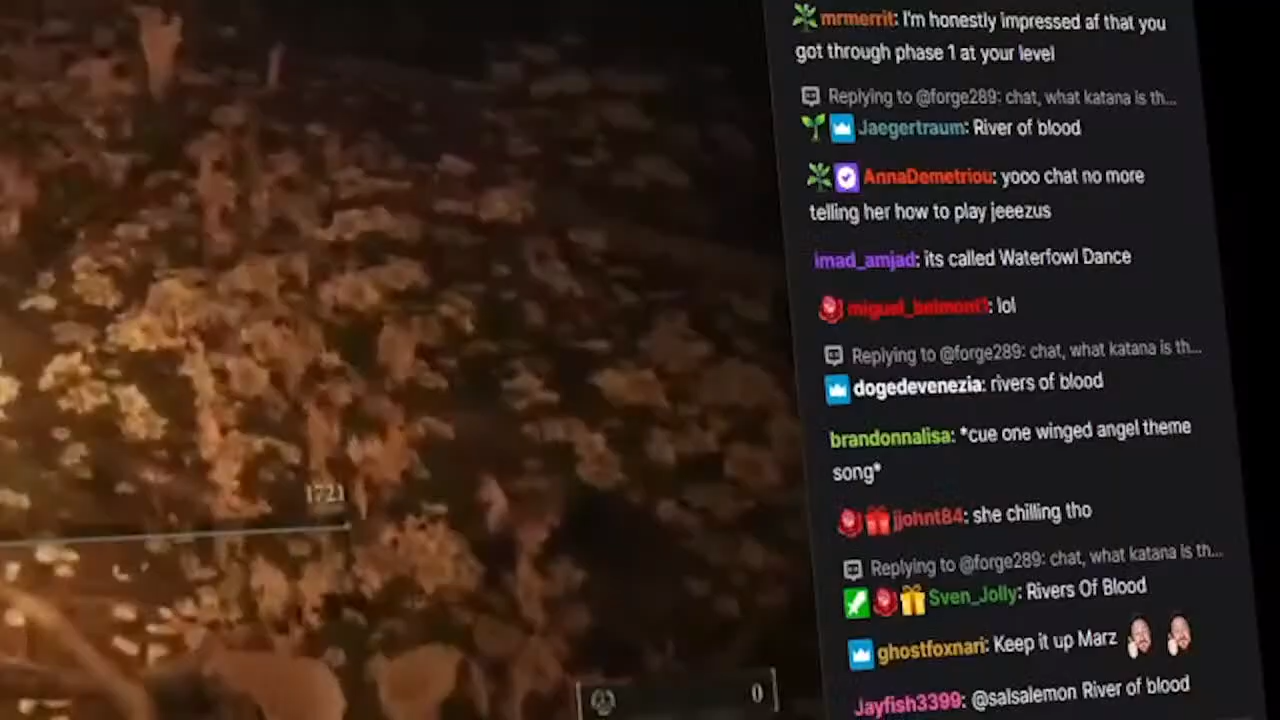 mrmerrit: I'm honestly impressed af that you
got through phase 1 at your level
Replying to @forge289: chat, what katana is th...
Jaegertraum: River of blood
AnnaDemetriou: yooo chat no more
telling her how to play jeeezus
imad_amjad: its called Waterfowl Dance
miguel_belmont1: lol
Replying to @forge289: chat, what katana is th...
dogedevenezia: rivers of blood
brandonnalisa: *cue one winged angel theme
song*
1721
jjohnt84: she chilling tho
Replying to @forge289: chat, what katana is th...
Sven_Jolly: Rivers Of Blood
ghostfoxnari: Keep it up Marz
0
Jayfish3399: @salsalemon River of blood